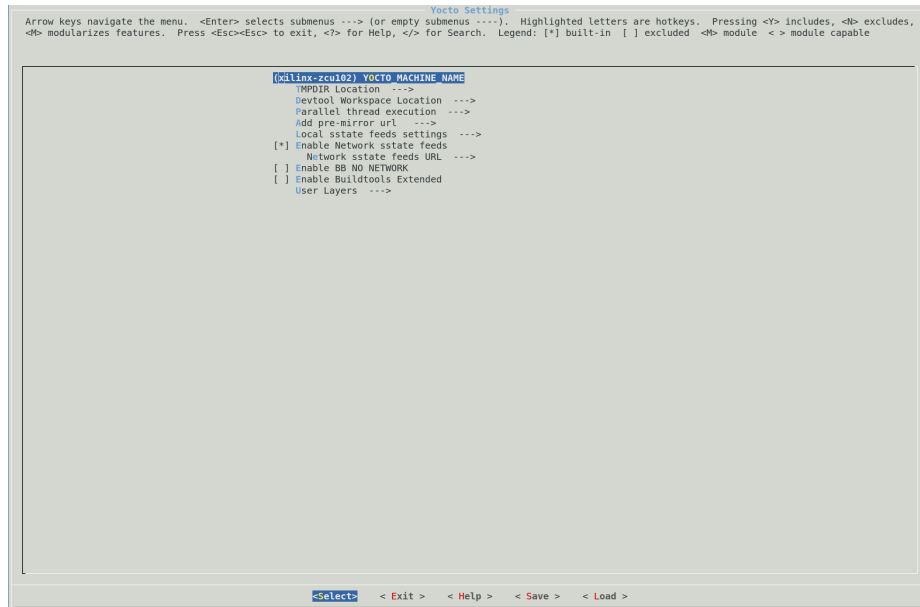 Yocto Settings
Arrow keys navigate the menu.  <Enter> selects submenus ---> (or empty submenus ----).  Highlighted letters are hotkeys.  Pressing <Y> includes, <N> excludes,
<M> modularizes features.  Press <Esc><Esc> to exit, <?> for Help, </> for Search.  Legend: [*] built-in  [ ] excluded  <M> module  < > module capable
(xilinx-zcu102) YOCTO_MACHINE_NAME
TMPDIR Location  --->
Devtool Workspace Location  --->
Parallel thread execution  --->
Add pre-mirror url   --->
Local sstate feeds settings  --->
[*] Enable Network sstate feeds
Network sstate feeds URL  --->
[ ] Enable BB NO NETWORK
[ ] Enable Buildtools Extended
User Layers  --->
<Select>    < Exit >    < Help >    < Save >    < Load >